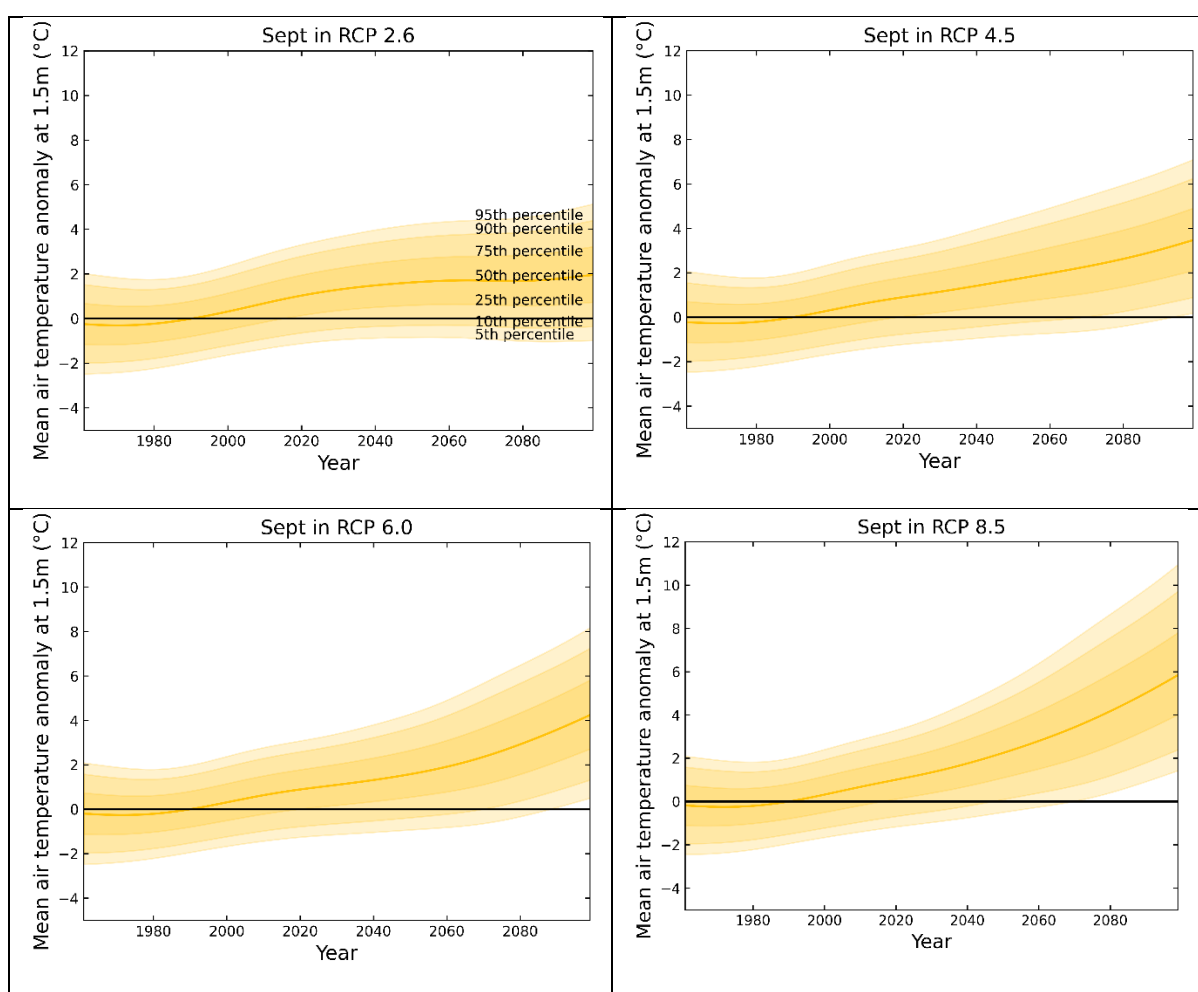 Sept in RCP 2.6
Mean air temperature anomaly at 1.5m (°C)
12
10
8
6
4
2
0
−2
−4
95th percentile
90th percentile
75th percentile
50th percentile
25th percentile
10th percentile
5th percentile
1980 2000 2020 2040 2060 2080
Year
Sept in RCP 4.5
Mean air temperature anomaly at 1.5m (°C)
12
10
8
6
4
2
0
−2
−4
1980 2000 2020 2040 2060 2080
Year
Sept in RCP 6.0
Mean air temperature anomaly at 1.5m (°C)
12
10
8
6
4
2
0
−2
−4
1980 2000 2020 2040 2060 2080
Year
Sept in RCP 8.5
Mean air temperature anomaly at 1.5m (°C)
12
10
8
6
4
2
0
−2
−4
1980 2000 2020 2040 2060 2080
Year